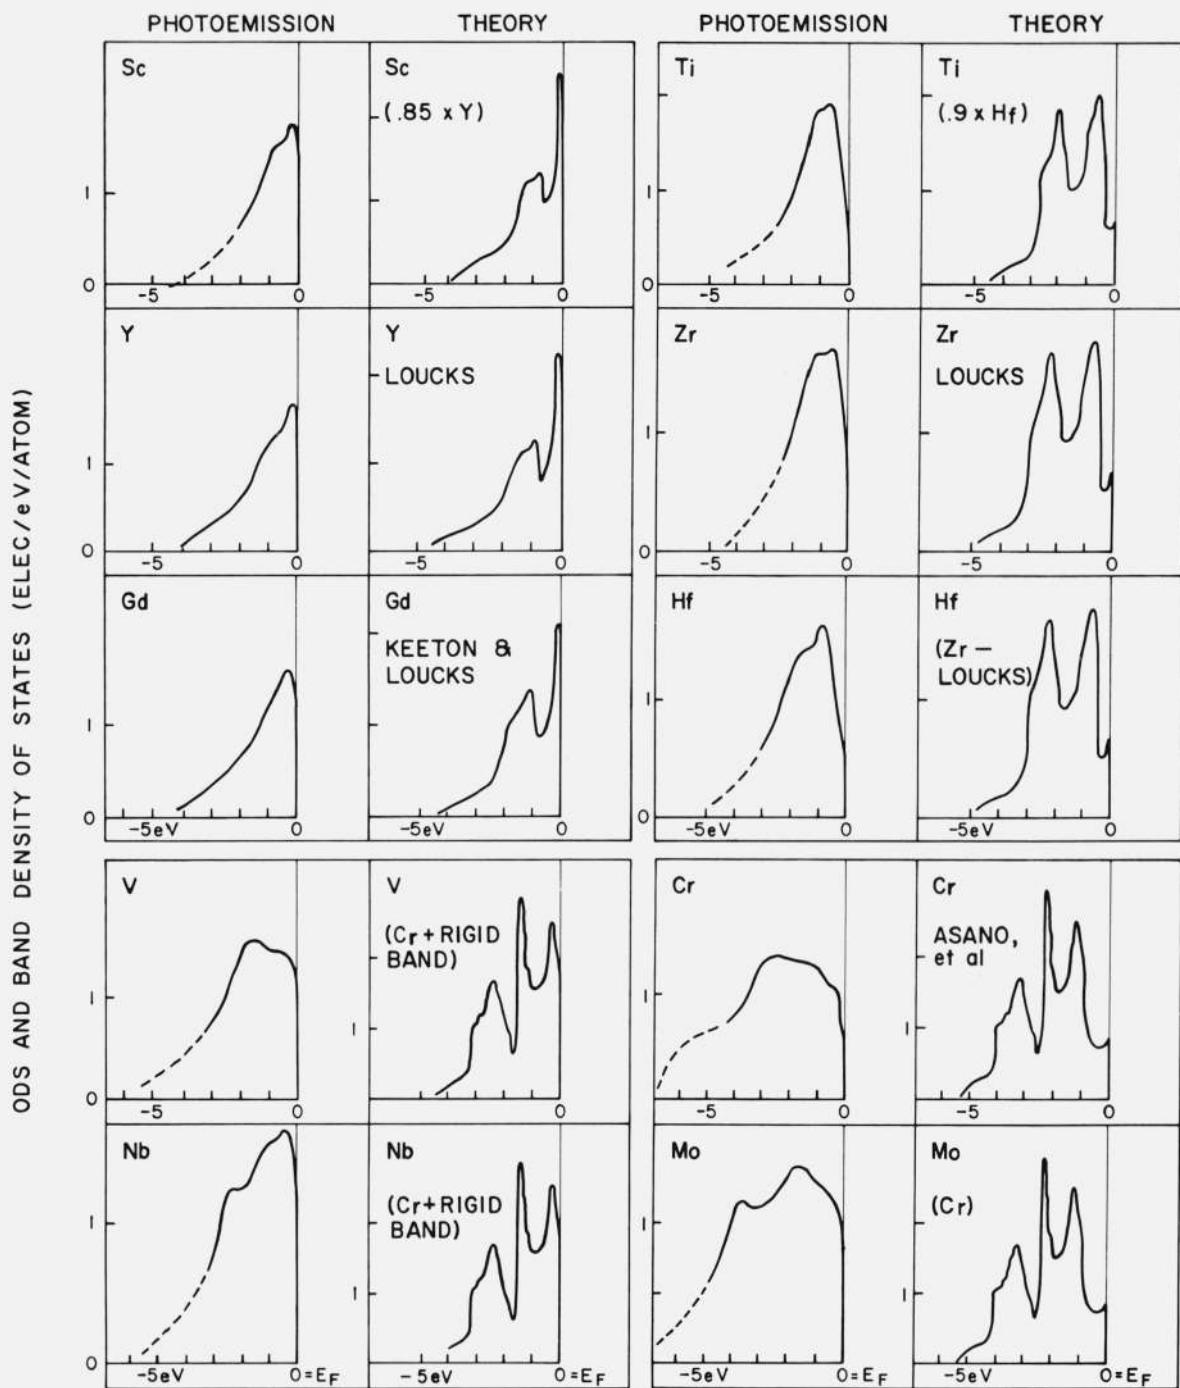 PHOTOEMISSION THEORY PHOTOEMISSION THEORY
ODS AND BAND DENSITY OF STATES (ELEC/eV/ATOM)
Sc Sc Ti Ti
(.85 x Y) (.9 x Hf)
1 1
0 -5 0 -5 0 0 -5 0 -5 0
Y Y Zr Zr
LOUCKS LOUCKS
1 1
0 -5 0 -5 0 0 -5 0 -5 0
Gd Gd Hf Hf
KEETON & (Zr –
LOUCKS LOUCKS)
1 1
0 -5eV 0 -5eV 0 0 -5eV 0 -5eV 0
V V Cr Cr
(Cr + RIGID ASANO,
BAND) et al
1 1 1 1
0 -5 0 -5 0 0 -5 0 -5 0
Nb Nb Mo Mo
(Cr+RIGID (Cr)
BAND)
1 1 1 1
0 -5eV 0=EF -5eV 0=EF -5eV 0=EF -5eV 0=EF